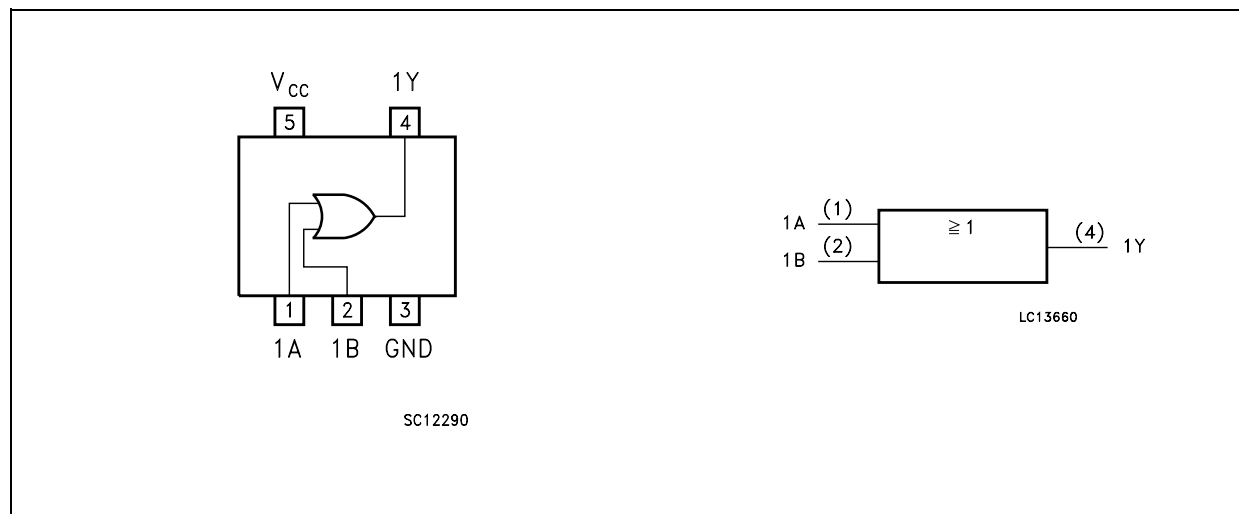 V CC 1Y
5 4
1 2 3
1A 1B GND
SC12290
1A (1)
1B (2)
≧ 1
(4) 1Y
LC13660